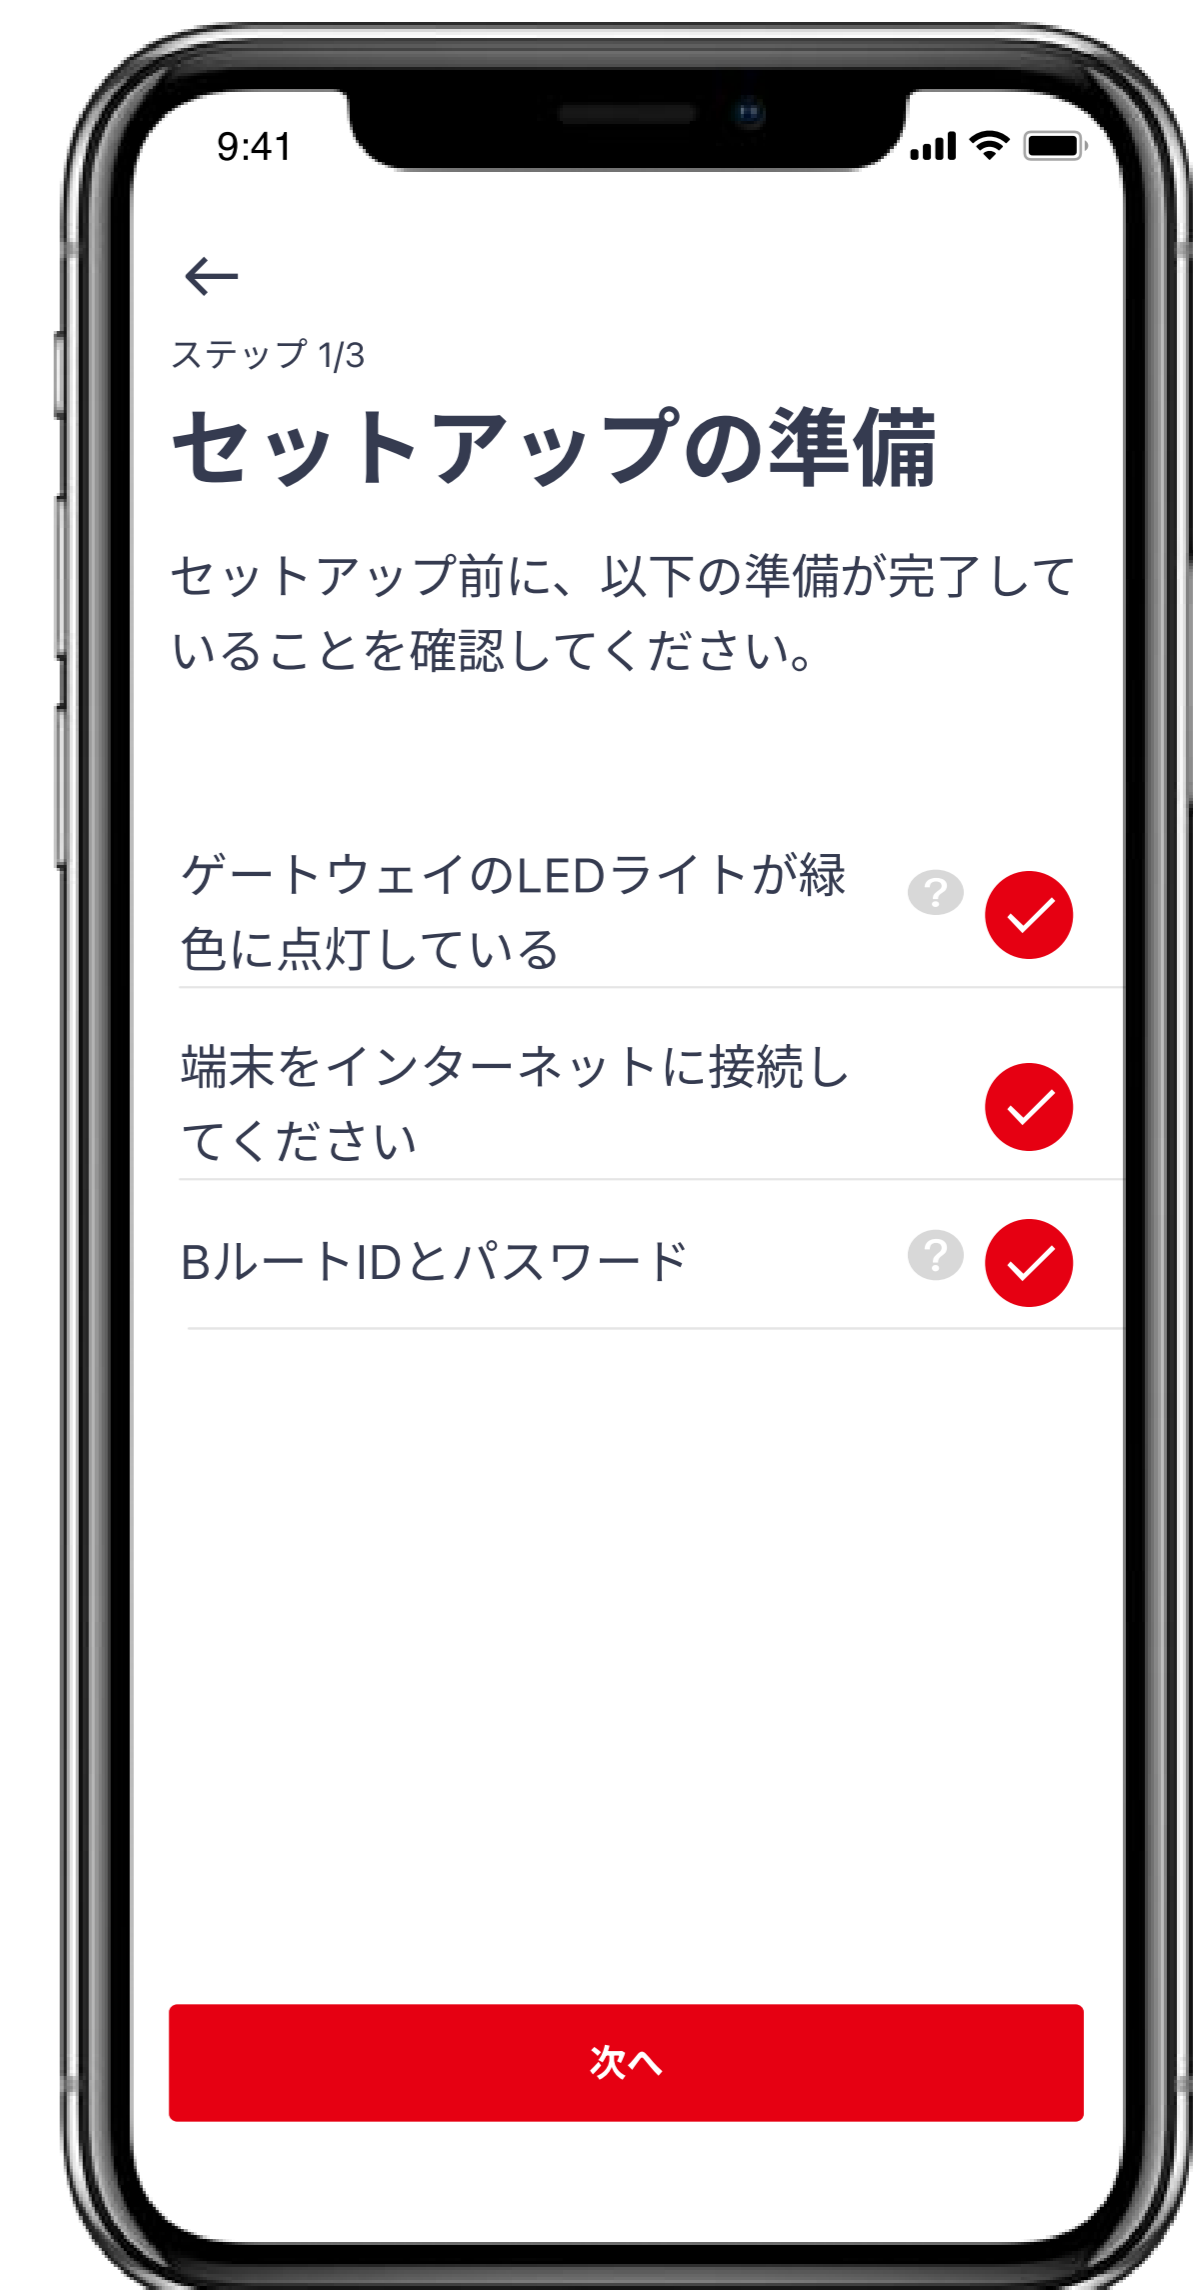 9:41
ステップ 1/3
セットアップの準備
セットアップ前に、以下の準備が完了して
いることを確認してください。
ゲートウェイのLEDライトが緑
色に点灯している
?
端末をインターネットに接続し
てください
BルートIDとパスワード
?
次へ